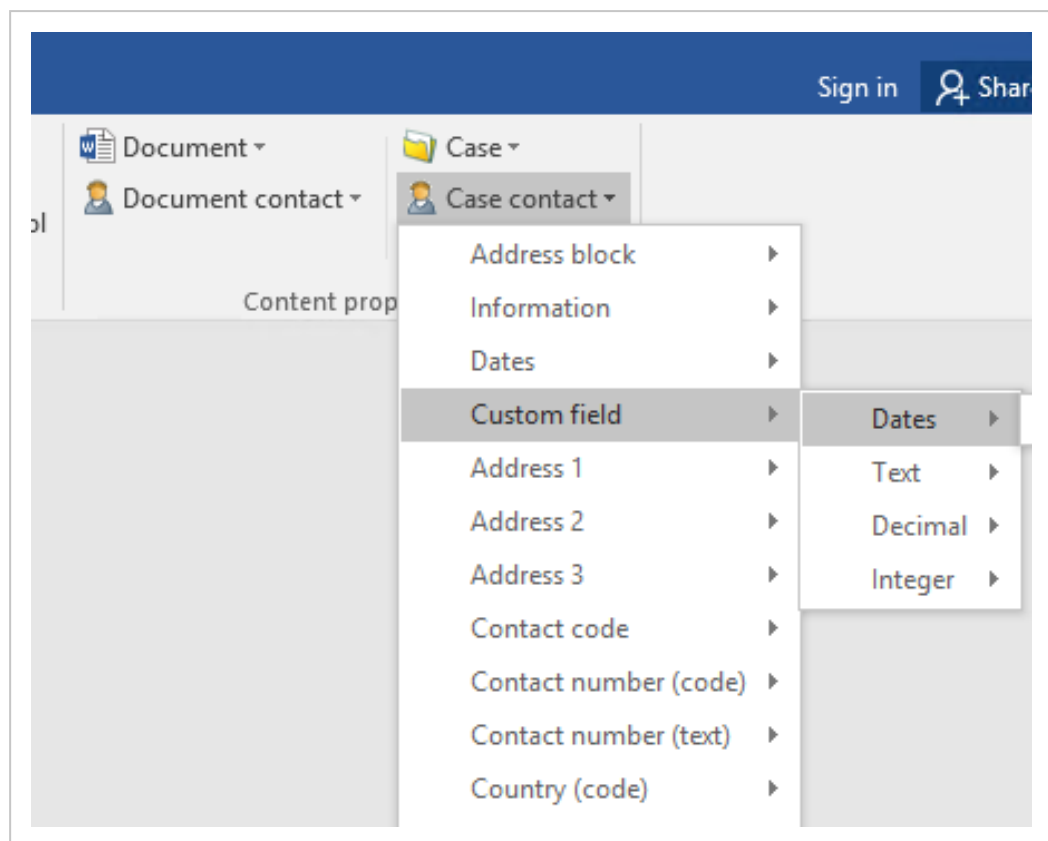 Sign in Shar
Document Case
Document contact Case contact
ol
Address block
Content prop Information
Dates
Custom field Dates
Address 1 Text
Address 2 Decimal
Address 3 Integer
Contact code
Contact number (code)
Contact number (text)
Country (code)